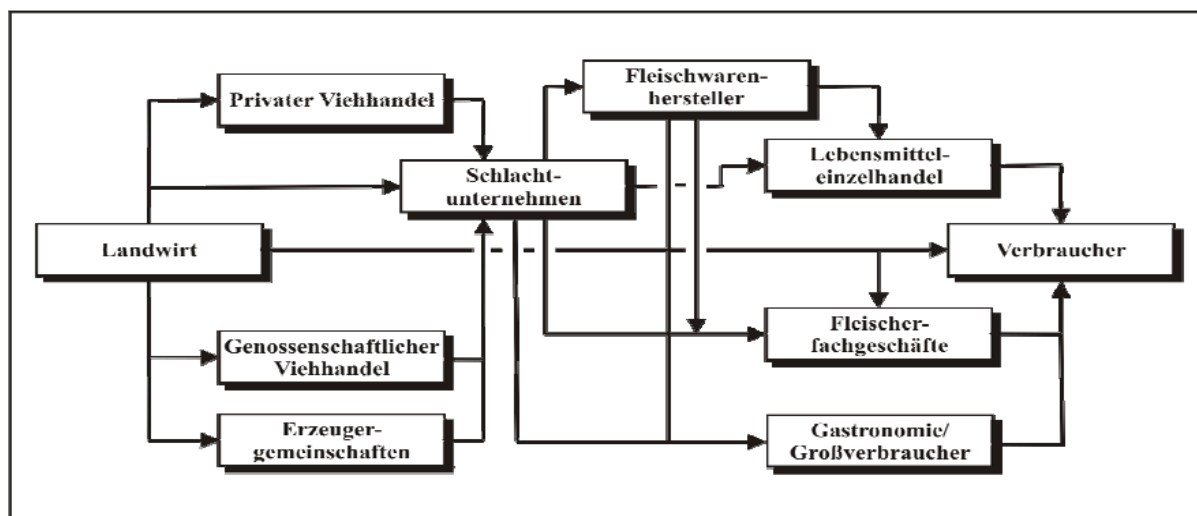 Fleischwaren-
hersteller
Privater Viehhandel
Lebensmittel-
einzelhandel
Schlacht-
unternehmen
Landwirt
Verbraucher
Fleischer-
fachgeschäfte
Genossenschaftlicher
Viehhandel
Erzeuger-
gemeinschaften
Gastronomie/
Großverbraucher